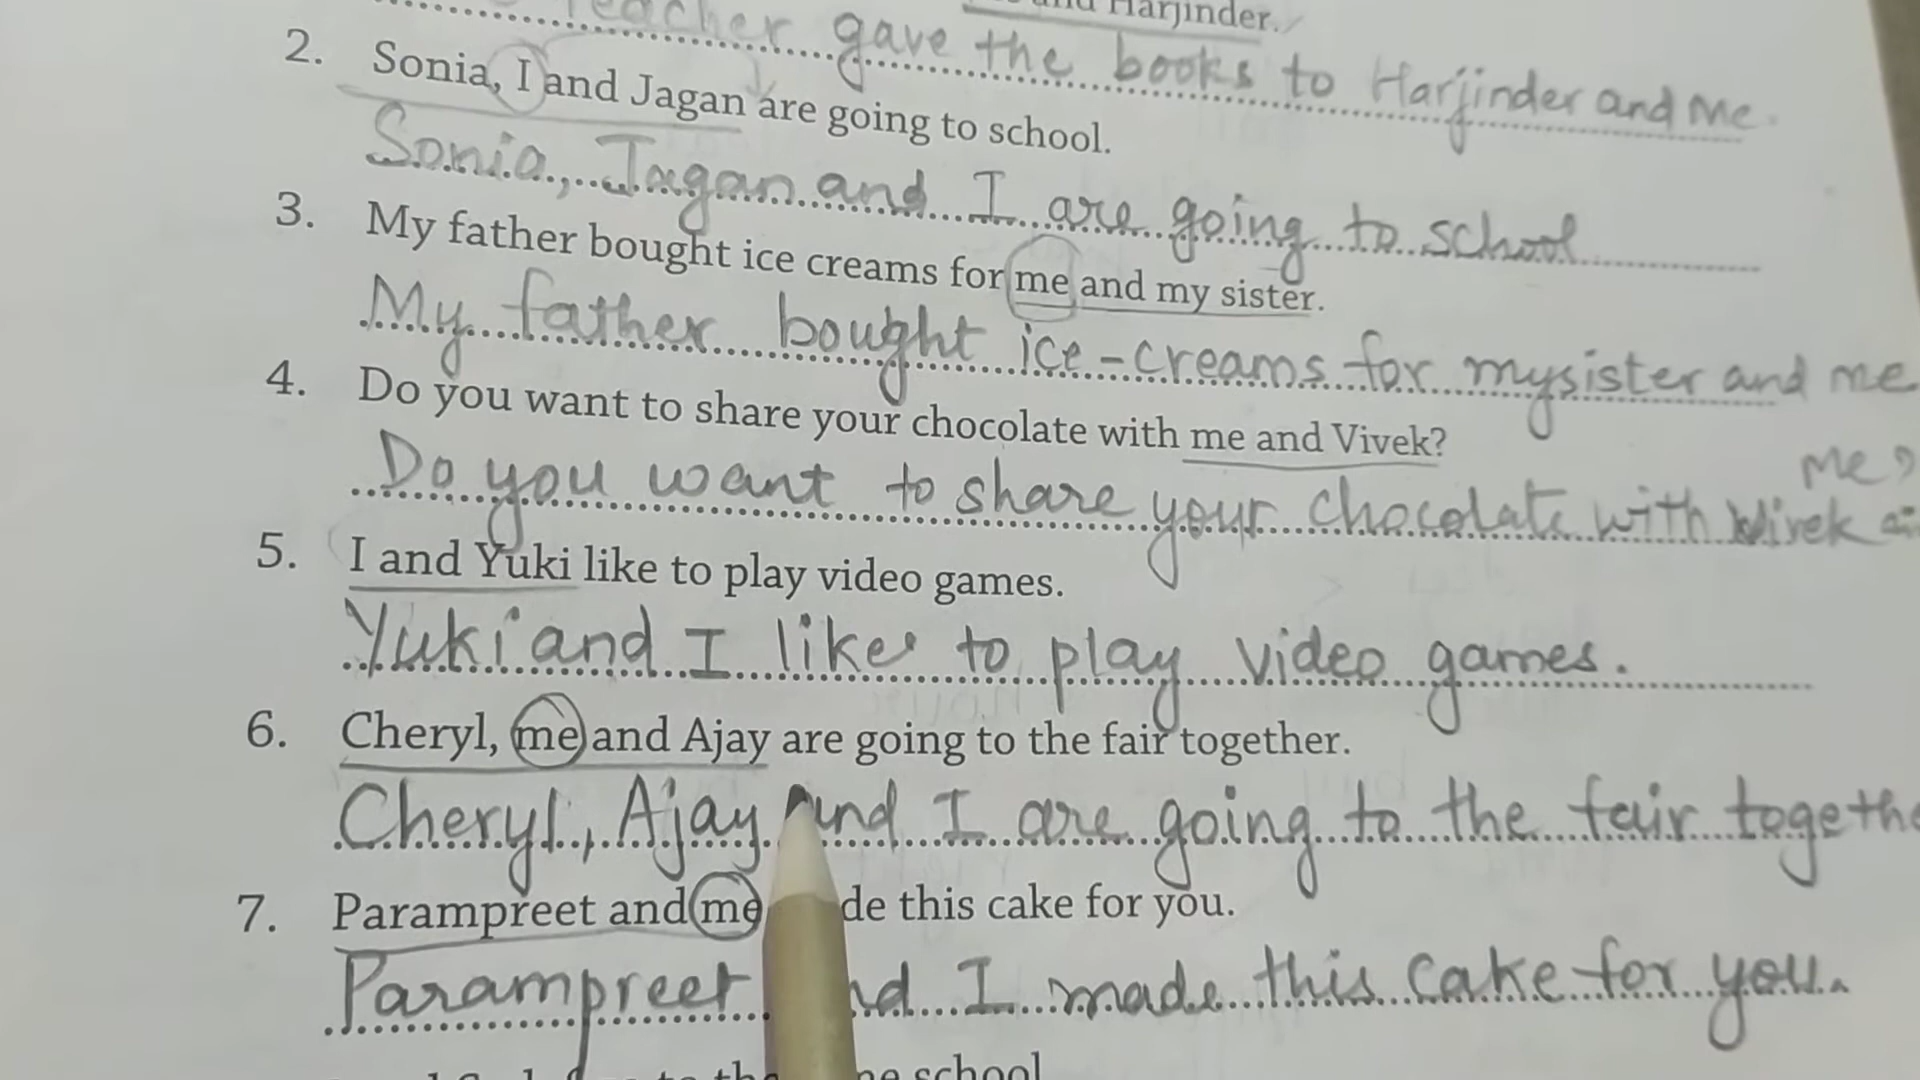 Harjinder.
Teacher gave the books to Harjinder and me.
2. Sonia, I and Jagan are going to school.
Sonia, Jagan and I are going to school
3. My father bought ice creams for me and my sister.
My father bought ice-creams for my sister and me
4. Do you want to share your chocolate with me and Vivek?
me?
Do you want to share your chocolate with Vivek
5. I and Yuki like to play video games.
Yuki and I like to play video games.
6. Cheryl, me and Ajay are going to the fair together.
Cheryl, Ajay and I are going to the fair togethe
7. Parampreet and me de this cake for you.
Parampreet nd I made this cake for you.
school